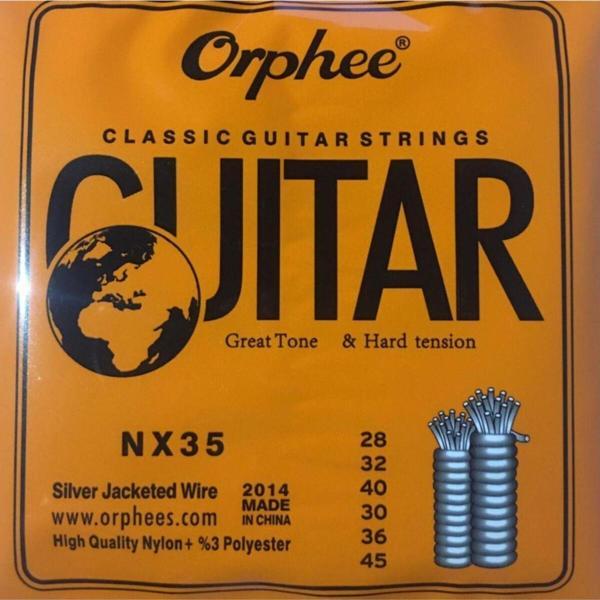 Orphee®
CLASSIC GUITAR STRINGS
GUITAR
Great Tone & Hard tension
NX35
Silver Jacketed Wire
www.orphees.com
High Quality Nylon+ %3 Polyester
2014
MADE
IN CHINA
28
32
40
30
36
45